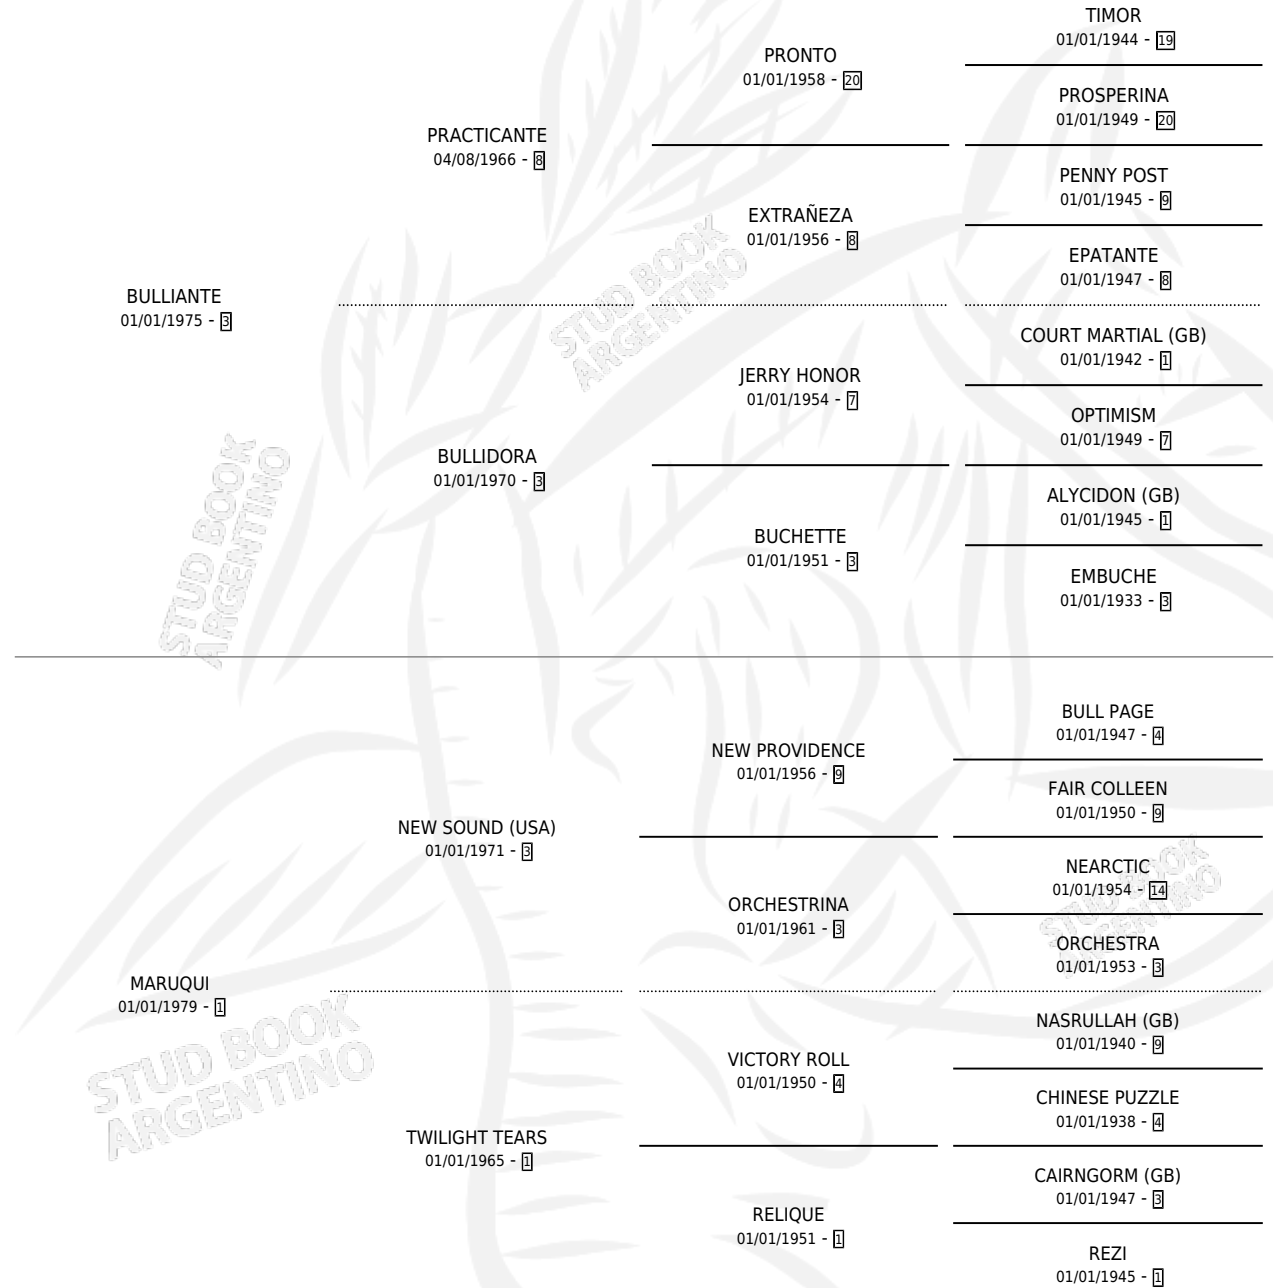 TIMOR
01/01/1944 - 19
PRONTO
01/01/1958 - 20
PROSPERINA
01/01/1949 - 20
PRACTICANTE
04/08/1966 - 8
PENNY POST
01/01/1945 - 9
EXTRAÑEZA
01/01/1956 - 8
EPATANTE
01/01/1947 - 8
BULLIANTE
01/01/1975 - 3
COURT MARTIAL (GB)
01/01/1942 - 1
JERRY HONOR
01/01/1954 - 7
OPTIMISM
01/01/1949 - 7
BULLIDORA
01/01/1970 - 3
ALYCIDON (GB)
01/01/1945 - 1
BUCHETTE
01/01/1951 - 3
EMBUCHE
01/01/1933 - 3
STUD BOOK
ARGENTINO
STUD BOOK
ARGENTINO
BULL PAGE
01/01/1947 - 4
NEW PROVIDENCE
01/01/1956 - 9
FAIR COLLEEN
01/01/1950 - 9
NEW SOUND (USA)
01/01/1971 - 3
NEARCTIC
01/01/1954 - 14
ORCHESTRINA
01/01/1961 - 3
ORCHESTRA
01/01/1953 - 3
STUD BOOK
ARGENTINO
MARUQUI
01/01/1979 - 1
NASRULLAH (GB)
01/01/1940 - 9
VICTORY ROLL
01/01/1950 - 4
CHINESE PUZZLE
01/01/1938 - 4
STUD BOOK
ARGENTINO
TWILIGHT TEARS
01/01/1965 - 1
CAIRNGORM (GB)
01/01/1947 - 3
RELIQUE
01/01/1951 - 1
REZI
01/01/1945 - 1